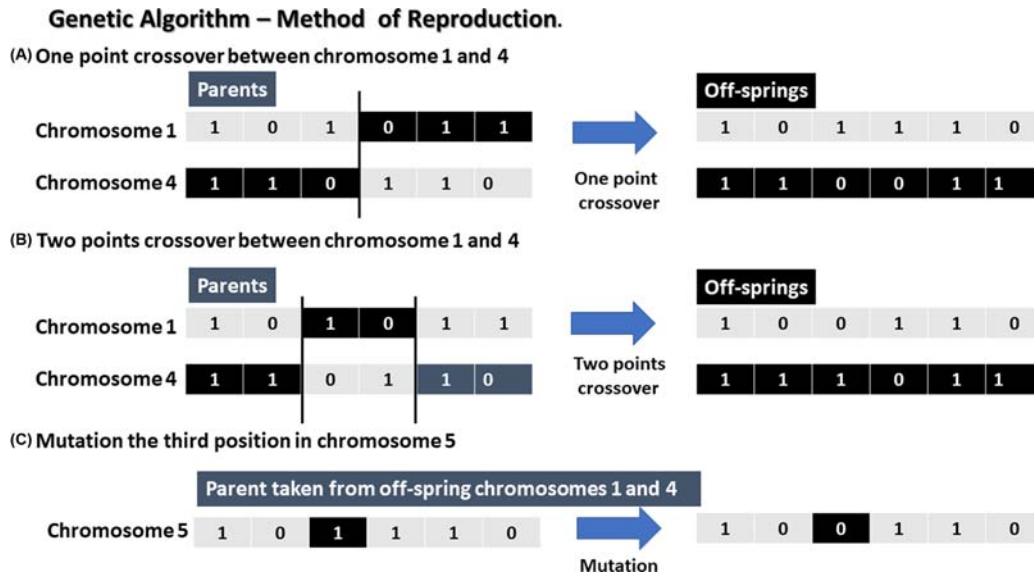 Genetic Algorithm – Method of Reproduction.
(A) One point crossover between chromosome 1 and 4
Parents
Off-springs
Chromosome 1 1 0 1 0 1 1
1 0 1 1 1 0
Chromosome 4 1 1 0 1 1 0
One point
crossover
1 1 0 0 1 1
(B) Two points crossover between chromosome 1 and 4
Parents
Off-springs
Chromosome 1 1 0 1 0 1 1
1 0 0 1 1 0
Chromosome 4 1 1 0 1 1 0
Two points
crossover
1 1 1 0 1 1
(C) Mutation the third position in chromosome 5
Parent taken from off-spring chromosomes 1 and 4
Chromosome 5 1 0 1 1 1 0
Mutation
1 0 0 1 1 0